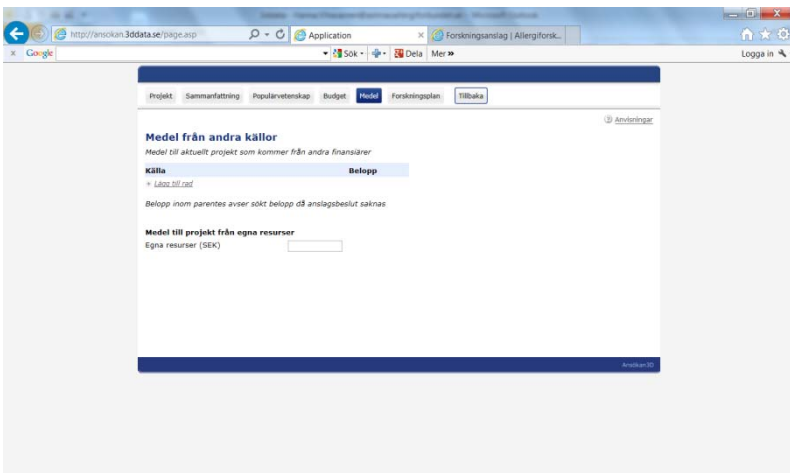 http://ansokan.3ddata.se/page.asp
Application
Forskningsanslag | Allergiforsk...
x Google
Sök
Dela
Mer »
Logga in
Projekt Sammanfattning Populärvetenskap Budget Medel Forskningsplan Tillbaka
Anvisningar
Medel från andra källor
Medel till aktuellt projekt som kommer från andra finansiärer
Källa Belopp
» Lägg till rad
Belopp inom parentes avser sökt belopp då anslagsbeslut saknas
Medel till projekt från egna resurser
Egna resurser (SEK)
Ansökan3D